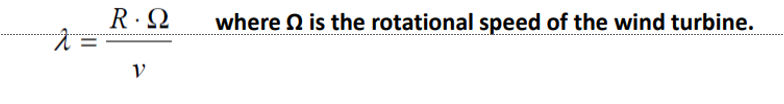 λ = R · Ω / v
where Ω is the rotational speed of the wind turbine.